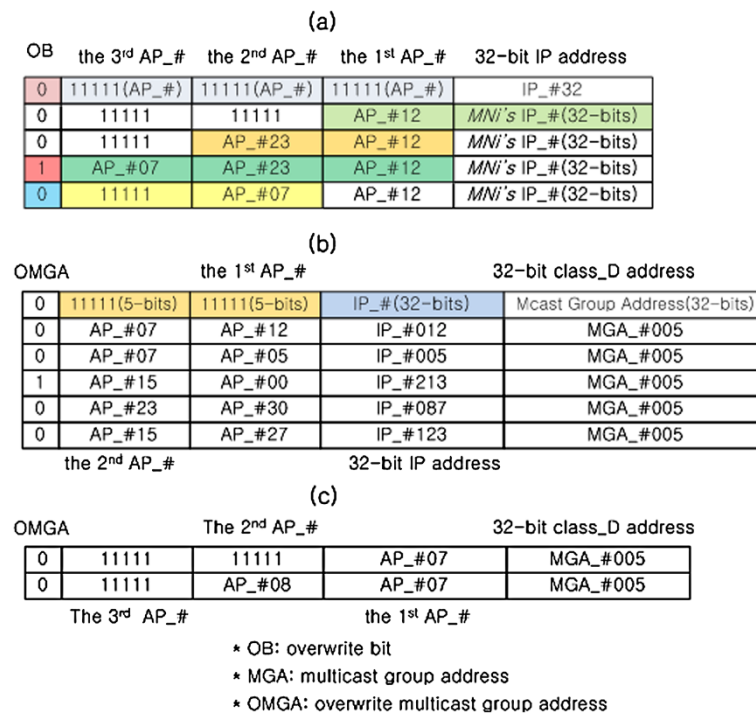 (a)
OB the 3rd AP_# the 2nd AP_# the 1st AP_# 32-bit IP address
0 11111(AP_#) 11111(AP_#) 11111(AP_#) IP_#32
0 11111 11111 AP_#12 MNi's IP_#(32-bits)
0 11111 AP_#23 AP_#12 MNi's IP_#(32-bits)
1 AP_#07 AP_#23 AP_#12 MNi's IP_#(32-bits)
0 11111 AP_#07 AP_#12 MNi's IP_#(32-bits)
(b)
OMGA the 1st AP_# 32-bit class_D address
0 11111(5-bits) 11111(5-bits) IP_#(32-bits) Mcast Group Address(32-bits)
0 AP_#07 AP_#12 IP_#012 MGA_#005
0 AP_#07 AP_#05 IP_#005 MGA_#005
1 AP_#15 AP_#00 IP_#213 MGA_#005
0 AP_#23 AP_#30 IP_#087 MGA_#005
0 AP_#15 AP_#27 IP_#123 MGA_#005
the 2nd AP_# 32-bit IP address
(c)
OMGA The 2nd AP_# 32-bit class_D address
0 11111 11111 AP_#07 MGA_#005
0 11111 AP_#08 AP_#07 MGA_#005
The 3rd AP_# the 1st AP_#
* OB: overwrite bit
* MGA: multicast group address
* OMGA: overwrite multicast group address